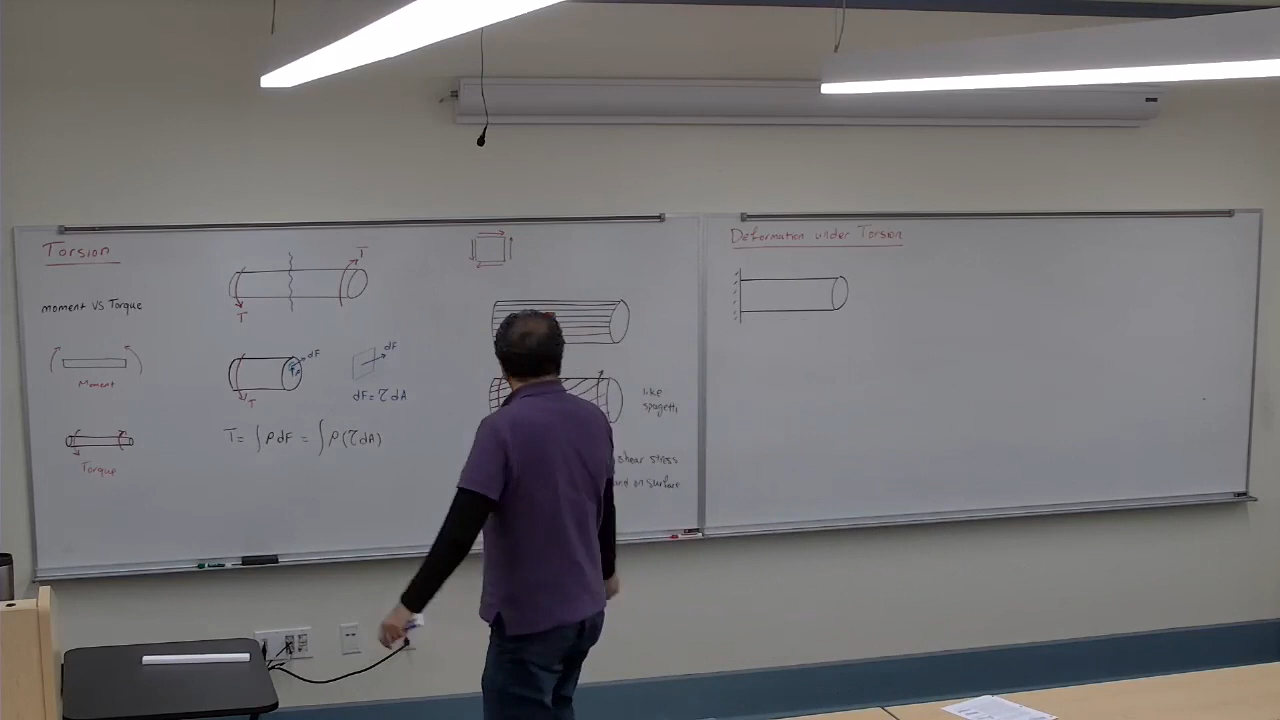 Torsion
moment VS Torque
Moment
Torque
T
T
dF
T
dF
dF = τ dA
T = ∫ ρ dF = ∫ ρ (τ dA)
like
spagetti
shear stress
and on surface
Deformation under Torsion